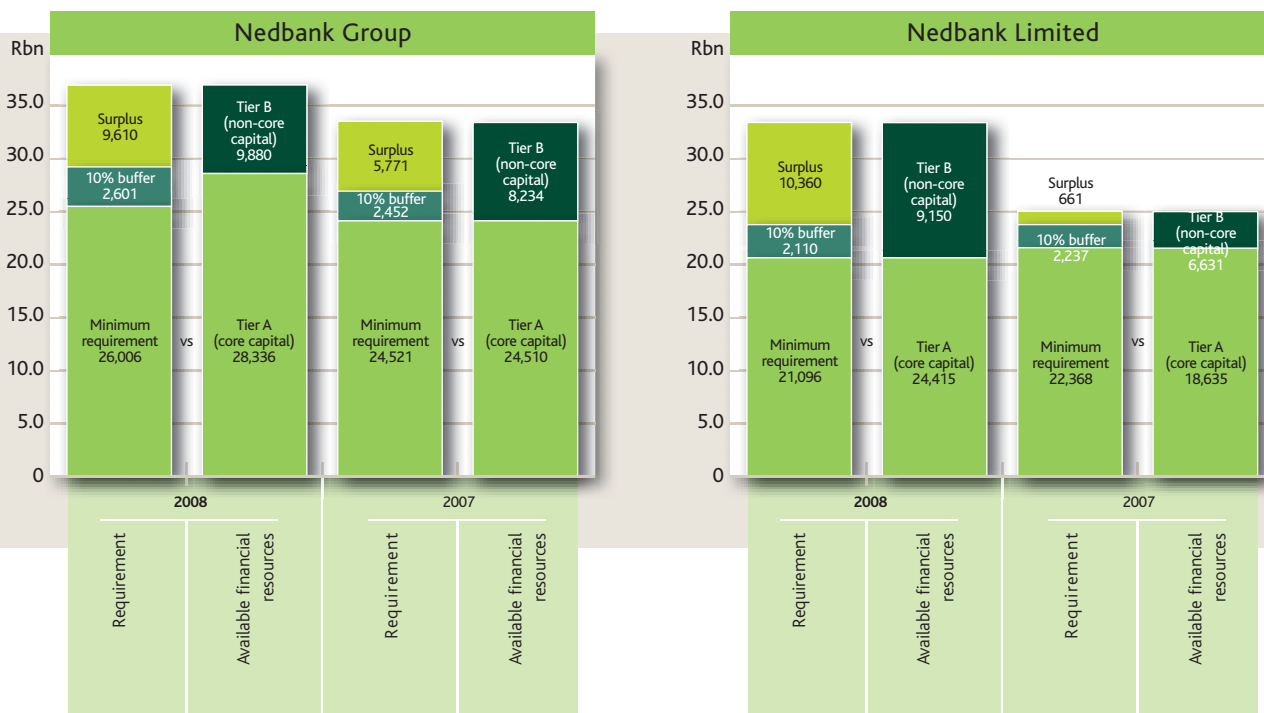 Nedbank Group
Rbn
35.0
30.0
25.0
20.0
15.0
10.0
5.0
0
Surplus
9,610
10% buffer
2,601
Minimum
requirement
26,006
vs
Tier B
(non-core
capital)
9,880
Tier A
(core capital)
28,336
Surplus
5,771
10% buffer
2,452
Minimum
requirement
24,521
vs
Tier B
(non-core
capital)
8,234
Tier A
(core capital)
24,510
2008
2007
Requirement
Available financial
resources
Requirement
Available financial
resources
Nedbank Limited
Rbn
35.0
30.0
25.0
20.0
15.0
10.0
5.0
0
Surplus
10,360
10% buffer
2,110
Minimum
requirement
21,096
vs
Tier B
(non-core
capital)
9,150
Tier A
(core capital)
24,415
Surplus
661
10% buffer
2,237
Minimum
requirement
22,368
vs
Tier B
(non-core
capital)
6,631
Tier A
(core capital)
18,635
2008
2007
Requirement
Available financial
resources
Requirement
Available financial
resources